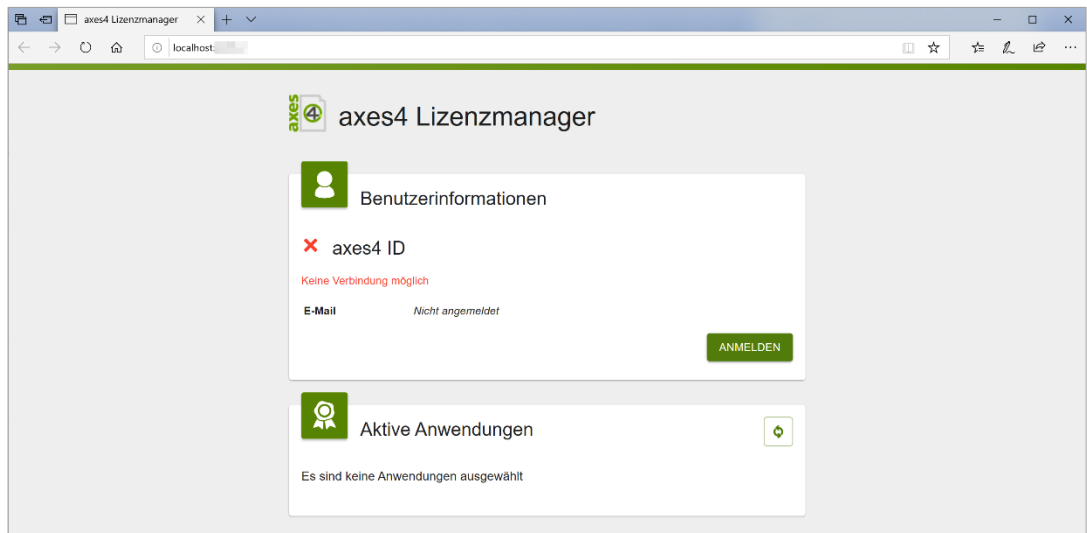 axes4 Lizenzmanager
localhost:
axes4
axes4 Lizenzmanager
Benutzerinformationen
axes4 ID
Keine Verbindung möglich
E-Mail Nicht angemeldet
ANMELDEN
Aktive Anwendungen
Es sind keine Anwendungen ausgewählt